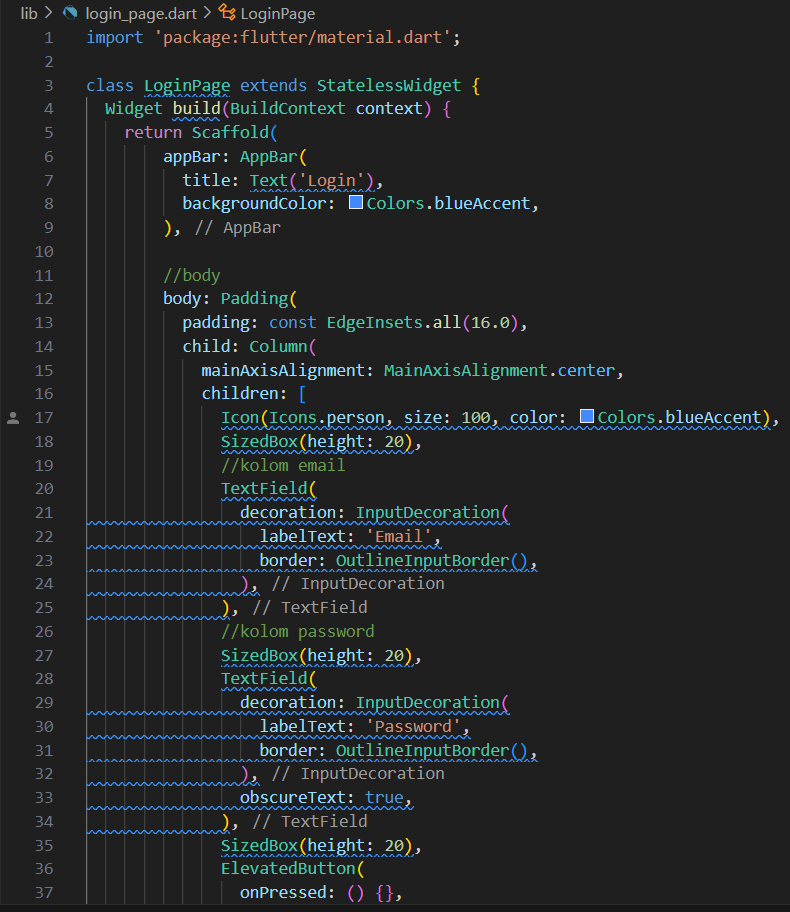 lib > login_page.dart > LoginPage
1 import 'package:flutter/material.dart';
2
3 class LoginPage extends StatelessWidget {
4   Widget build(BuildContext context) {
5     return Scaffold(
6         appBar: AppBar(
7           title: Text('Login'),
8           backgroundColor: Colors.blueAccent,
9         ), // AppBar
10
11         //body
12         body: Padding(
13           padding: const EdgeInsets.all(16.0),
14           child: Column(
15             mainAxisAlignment: MainAxisAlignment.center,
16             children: [
17               Icon(Icons.person, size: 100, color: Colors.blueAccent),
18               SizedBox(height: 20),
19               //kolom email
20               TextField(
21                 decoration: InputDecoration(
22                   labelText: 'Email',
23                   border: OutlineInputBorder(),
24                 ), // InputDecoration
25               ), // TextField
26               //kolom password
27               SizedBox(height: 20),
28               TextField(
29                 decoration: InputDecoration(
30                   labelText: 'Password',
31                   border: OutlineInputBorder(),
32                 ), // InputDecoration
33                 obscureText: true,
34               ), // TextField
35               SizedBox(height: 20),
36               ElevatedButton(
37                 onPressed: () {},